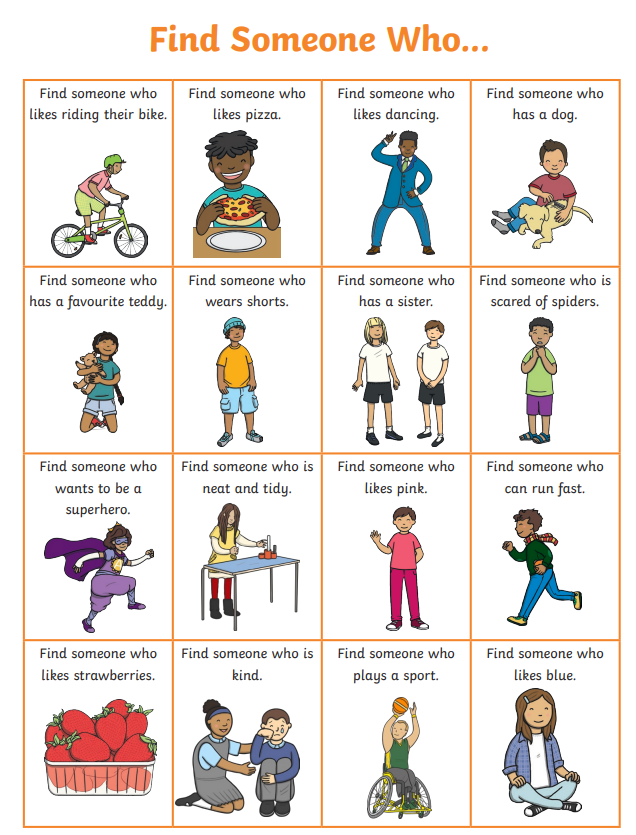 Find Someone Who...
Find someone who
likes riding their bike.
Find someone who
likes pizza.
Find someone who
likes dancing.
Find someone who
has a dog.
Find someone who
has a favourite teddy.
Find someone who
wears shorts.
Find someone who
has a sister.
Find someone who is
scared of spiders.
Find someone who
wants to be a
superhero.
Find someone who is
neat and tidy.
Find someone who
likes pink.
Find someone who
can run fast.
Find someone who
likes strawberries.
Find someone who is
kind.
Find someone who
plays a sport.
Find someone who
likes blue.